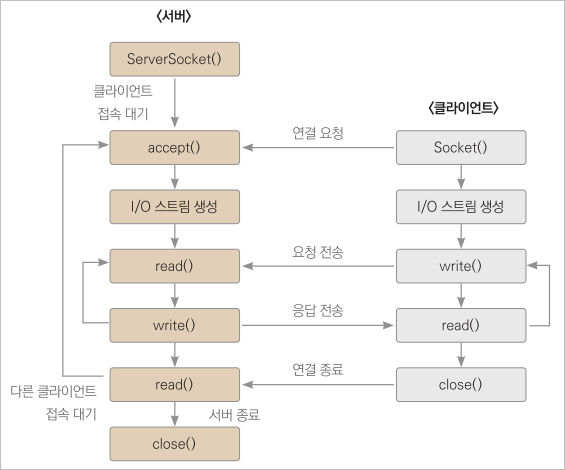 <서버>
ServerSocket()
클라이언트
접속 대기
<클라이언트>
accept()
연결 요청
Socket()
I/O 스트림 생성
I/O 스트림 생성
read()
요청 전송
write()
write()
응답 전송
read()
다른 클라이언트
접속 대기
read()
연결 종료
close()
서버 종료
close()